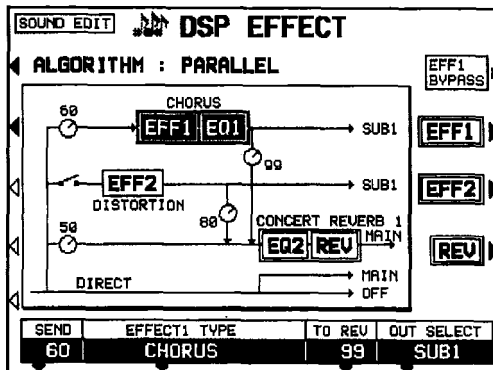 SOUND EDIT DSP EFFECT
ALGORITHM : PARALLEL
EFF1 BYPASS
CHORUS
60
EFF1 EQ1
SUB1
EFF1
99
EFF2
SUB1
EFF2
DISTORTION
80
CONCERT REVERB 1
50
EQ2 REV
MAIN
REV
DIRECT
MAIN
OFF
SEND EFFECT1 TYPE TO REV OUT SELECT
60 CHORUS 99 SUB1